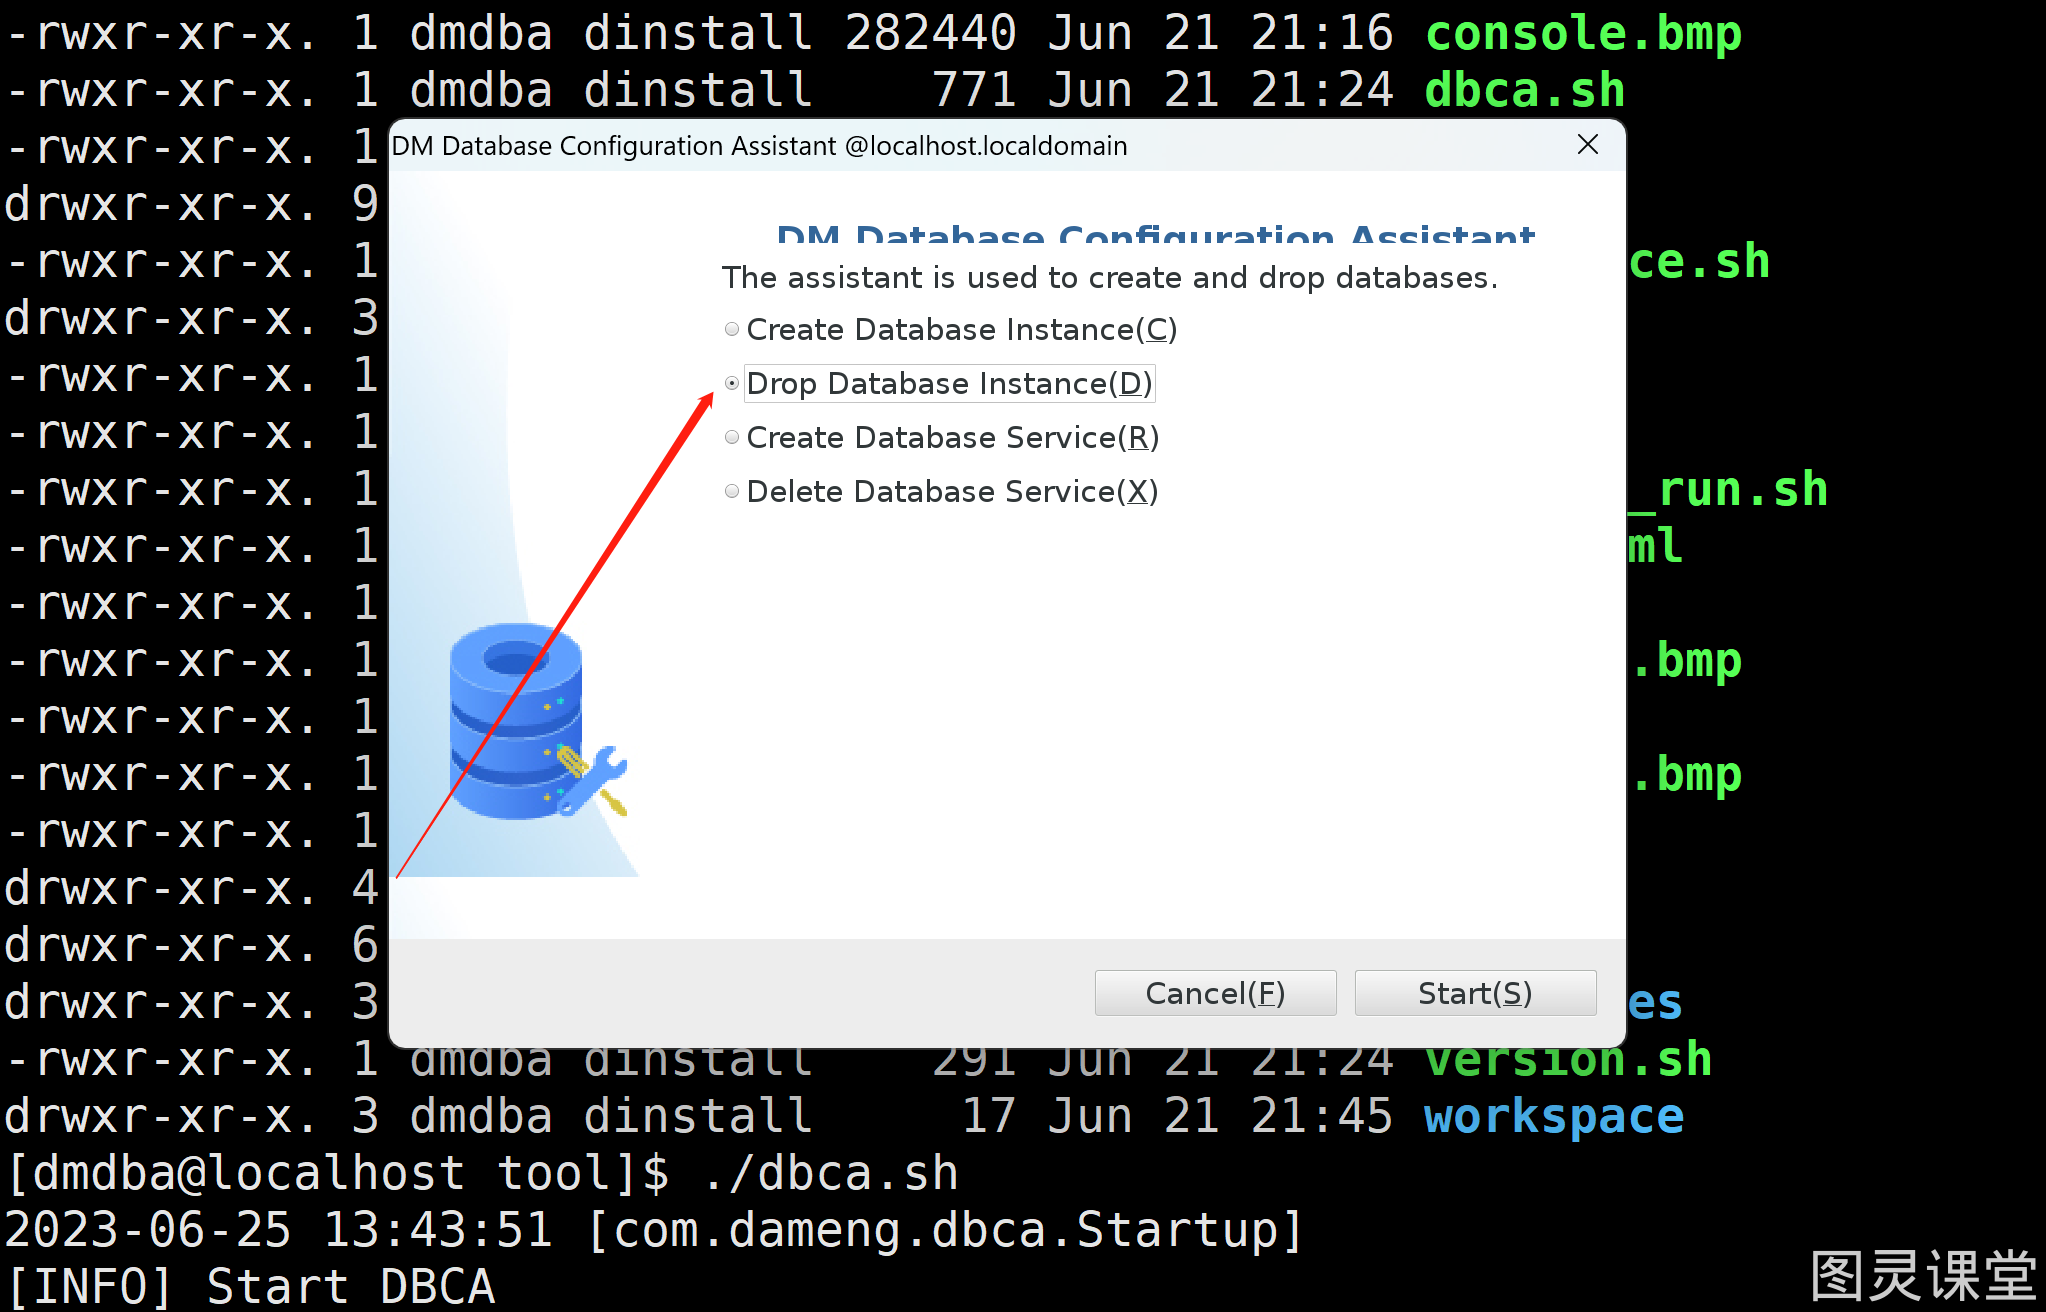 -rwxr-xr-x. 1 dmdba dinstall 282440 Jun 21 21:16 console.bmp
-rwxr-xr-x. 1 dmdba dinstall 771 Jun 21 21:24 dbca.sh
-rwxr-xr-x. 1
DM Database Configuration Assistant @localhost.localdomain
drwxr-xr-x. 9
DM Database Configuration Assistant
-rwxr-xr-x. 1 ce.sh
The assistant is used to create and drop databases.
drwxr-xr-x. 3
Create Database Instance(C)
-rwxr-xr-x. 1
Drop Database Instance(D)
-rwxr-xr-x. 1
Create Database Service(R)
-rwxr-xr-x. 1 _run.sh
Delete Database Service(X)
-rwxr-xr-x. 1 ml
-rwxr-xr-x. 1
-rwxr-xr-x. 1 .bmp
-rwxr-xr-x. 1
-rwxr-xr-x. 1 .bmp
-rwxr-xr-x. 1
drwxr-xr-x. 4
drwxr-xr-x. 6
Cancel(F) Start(S)
drwxr-xr-x. 3 es
-rwxr-xr-x. 1 dmdba dinstall 291 Jun 21 21:24 version.sh
drwxr-xr-x. 3 dmdba dinstall 17 Jun 21 21:45 workspace
[dmdba@localhost tool]$ ./dbca.sh
2023-06-25 13:43:51 [com.dameng.dbca.Startup]
[INFO] Start DBCA
图灵课堂